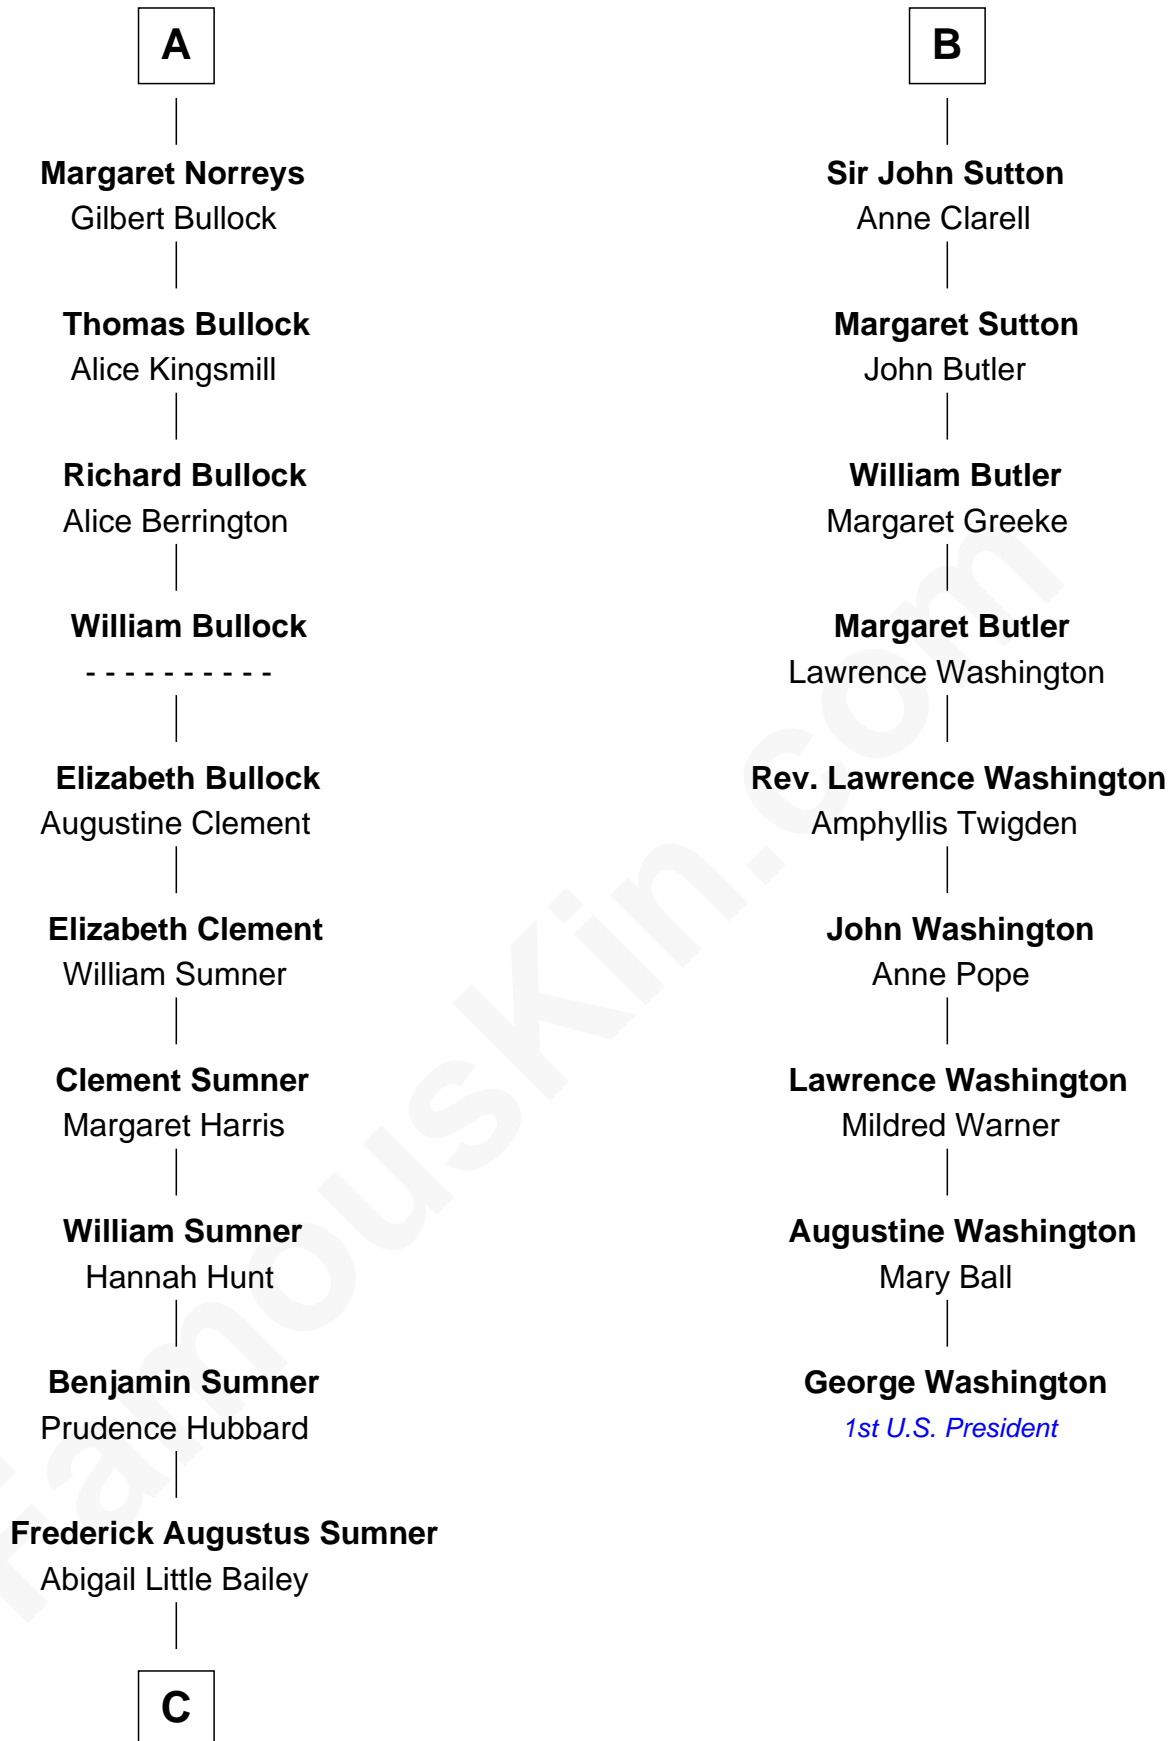 A
Margaret Norreys
Gilbert Bullock
Thomas Bullock
Alice Kingsmill
Richard Bullock
Alice Berrington
William Bullock
- - - - - - - - - -
Elizabeth Bullock
Augustine Clement
Elizabeth Clement
William Sumner
Clement Sumner
Margaret Harris
William Sumner
Hannah Hunt
Benjamin Sumner
Prudence Hubbard
Frederick Augustus Sumner
Abigail Little Bailey
C
B
Sir John Sutton
Anne Clarell
Margaret Sutton
John Butler
William Butler
Margaret Greeke
Margaret Butler
Lawrence Washington
Rev. Lawrence Washington
Amphyllis Twigden
John Washington
Anne Pope
Lawrence Washington
Mildred Warner
Augustine Washington
Mary Ball
George Washington
1st U.S. President
FamousKin.com